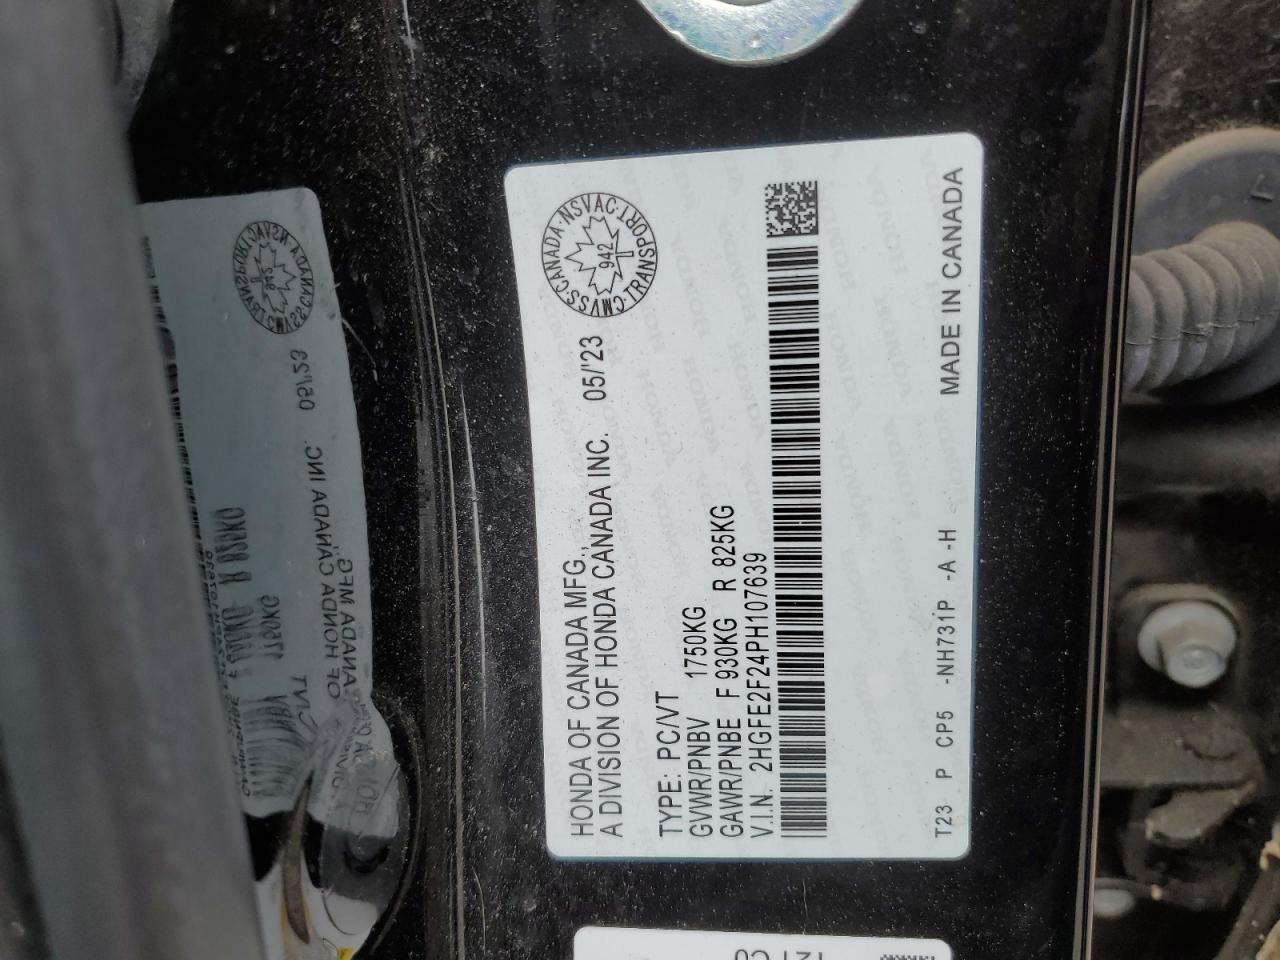 HONDA OF CANADA MFG.,
A DIVISION OF HONDA CANADA INC. 05/'23
CMVSS·CANADA·NSVAC·TRANSPORT
942
TYPE: PC/VT
GVWR/PNBV 1750KG
GAWR/PNBE F 930KG R 825KG
V.I.N. 2HGFE2F24PH107639
T23 P CP5 -NH731P -A -H MADE IN CANADA